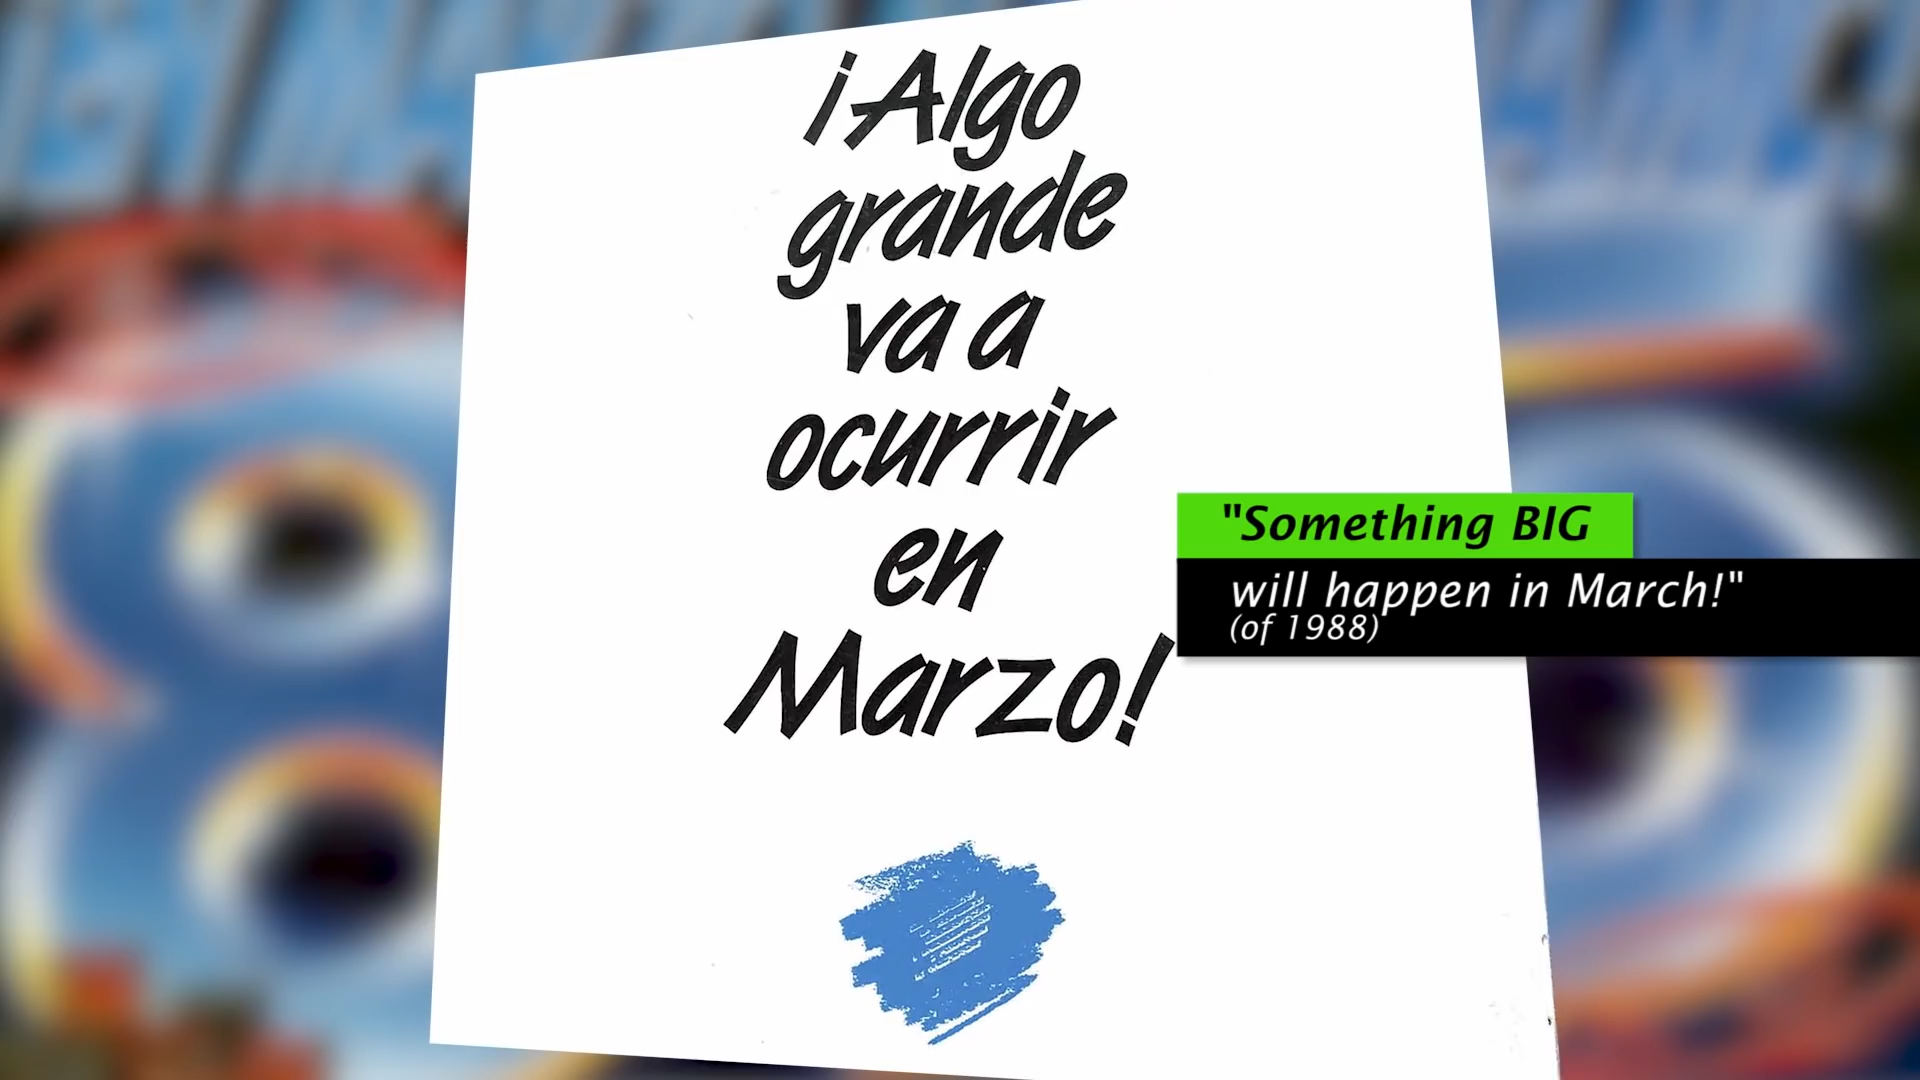 ¡Algo
grande
va a
ocurrir
en
Marzo!
"Something BIG
will happen in March!"
(of 1988)